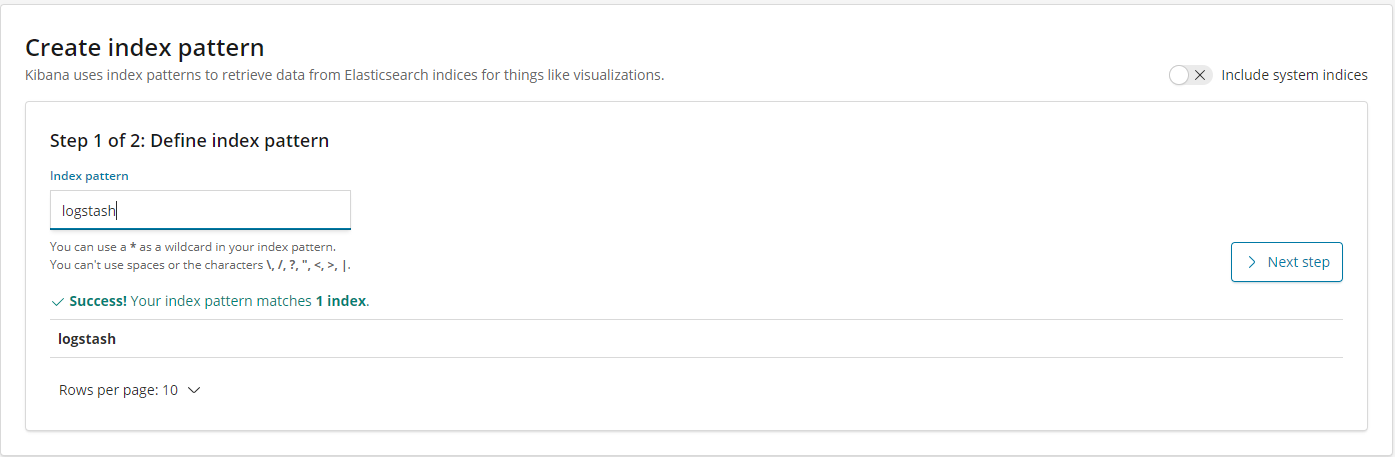 Create index pattern
Kibana uses index patterns to retrieve data from Elasticsearch indices for things like visualizations.
Include system indices
Step 1 of 2: Define index pattern
Index pattern
logstash
You can use a * as a wildcard in your index pattern.
You can't use spaces or the characters \, /, ?, ", <, >, |.
Next step
Success! Your index pattern matches 1 index.
logstash
Rows per page: 10